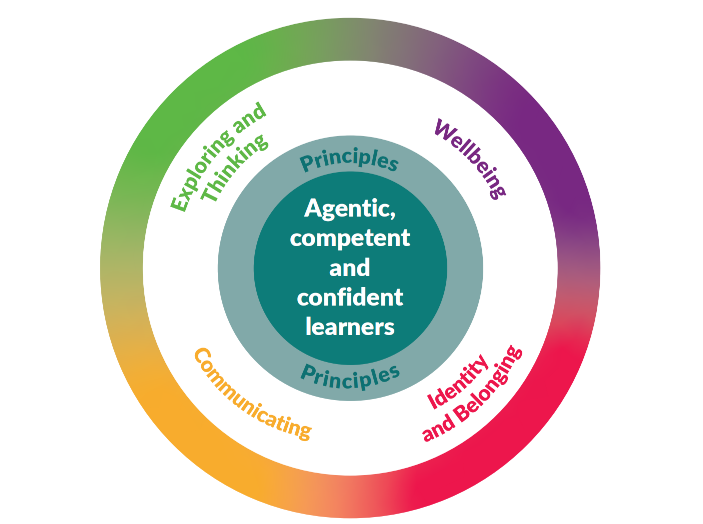 Exploring and
Thinking
Wellbeing
Principles
Agentic,
competent
and
confident
learners
Principles
Communicating
Identity
and Belonging